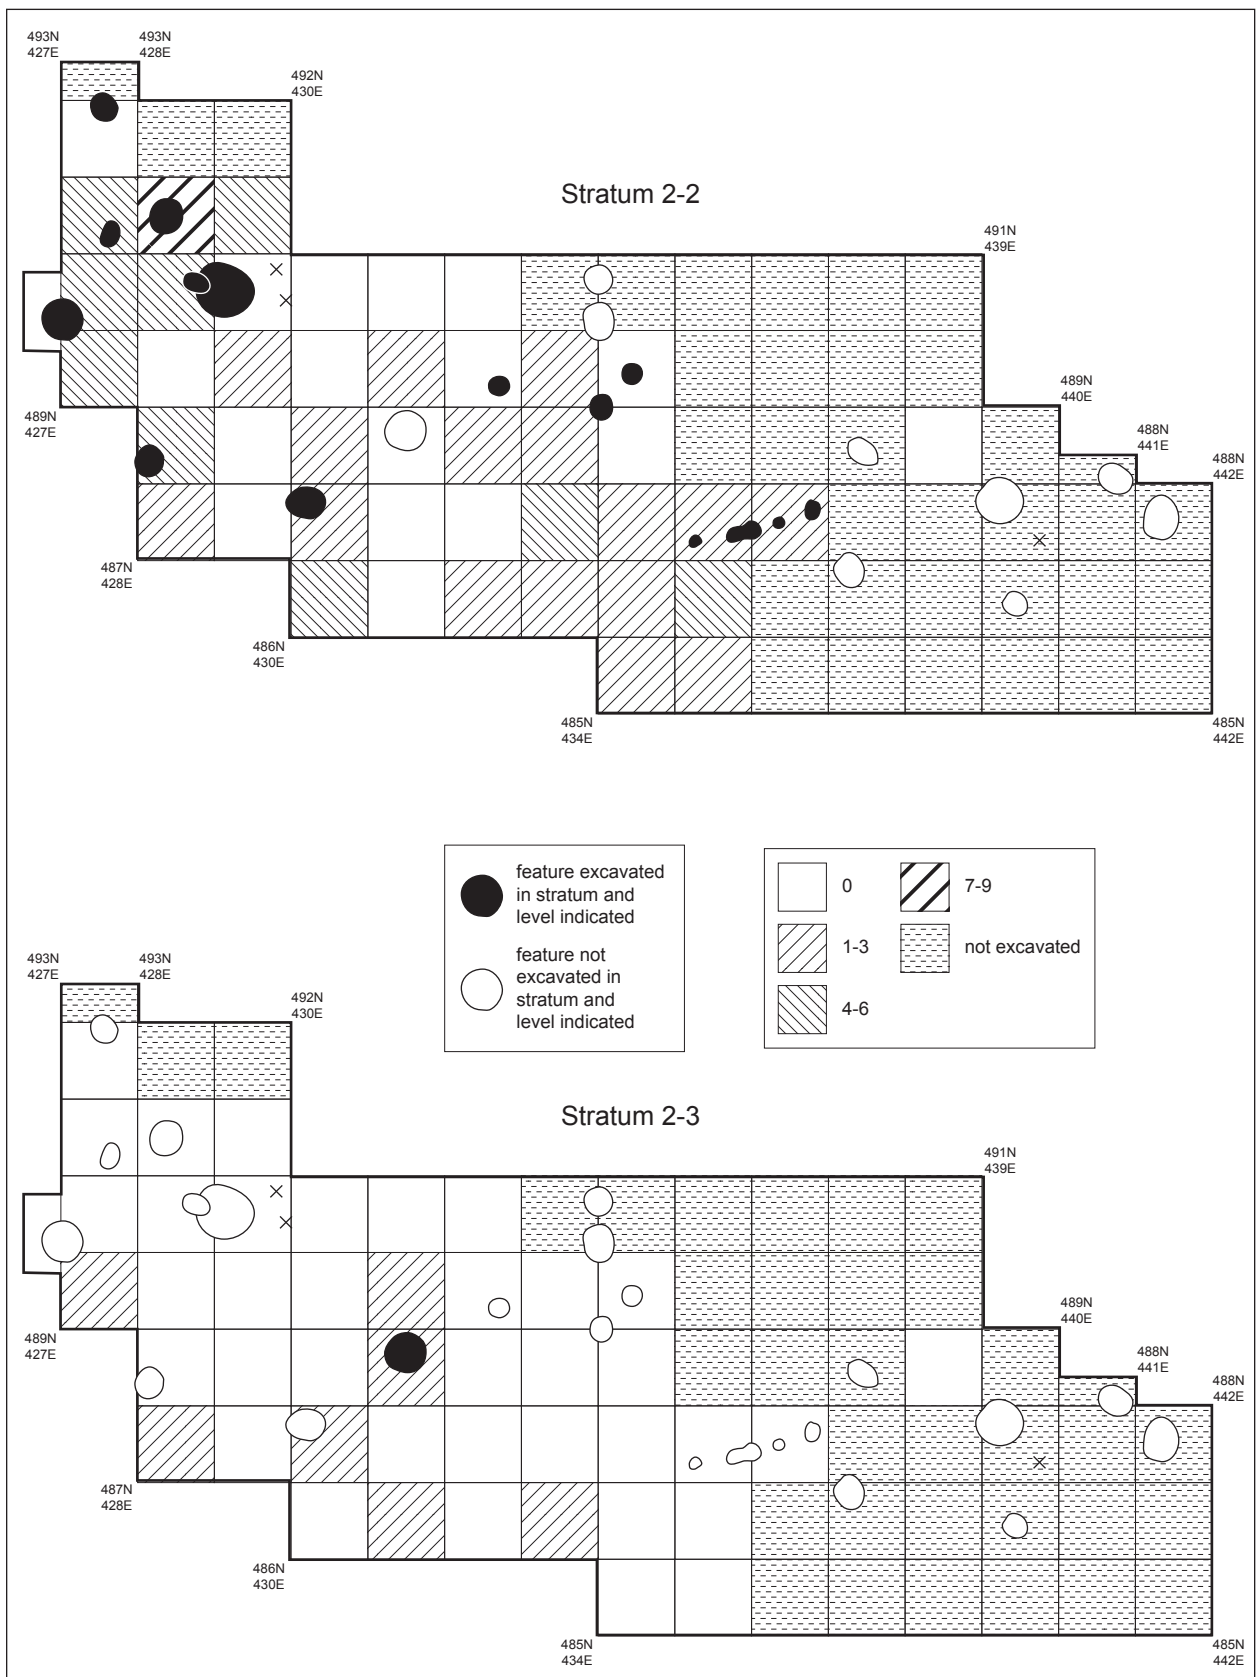 493N
427E
493N
428E
492N
430E
Stratum 2-2
491N
439E
489N
440E
488N
441E
488N
442E
489N
427E
487N
428E
486N
430E
485N
434E
485N
442E
feature excavated
in stratum and
level indicated
feature not
excavated in
stratum and
level indicated
0
7-9
1-3
not excavated
4-6
493N
427E
493N
428E
492N
430E
Stratum 2-3
491N
439E
489N
440E
488N
441E
488N
442E
489N
427E
487N
428E
486N
430E
485N
434E
485N
442E